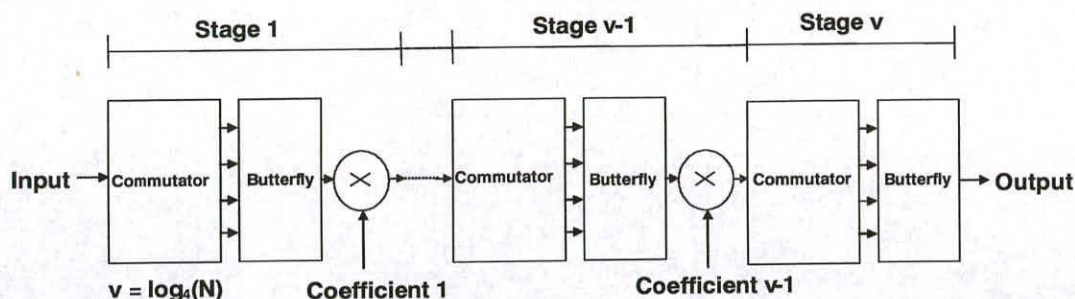 Stage 1
Stage v-1
Stage v
Input
Commutator
Butterfly
×
Commutator
Butterfly
×
Commutator
Butterfly
Output
v = log₄(N)
Coefficient 1
Coefficient v-1